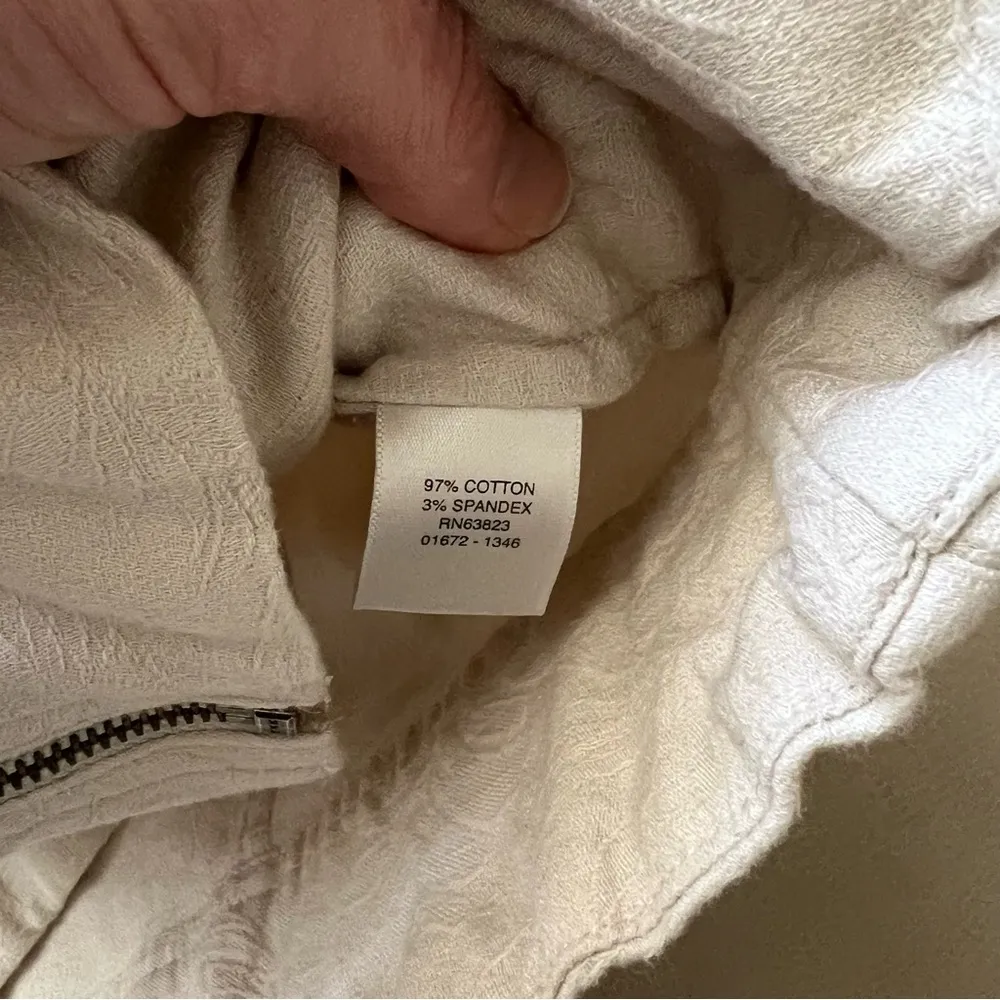 97% COTTON
3% SPANDEX
RN63823
01672 - 1346